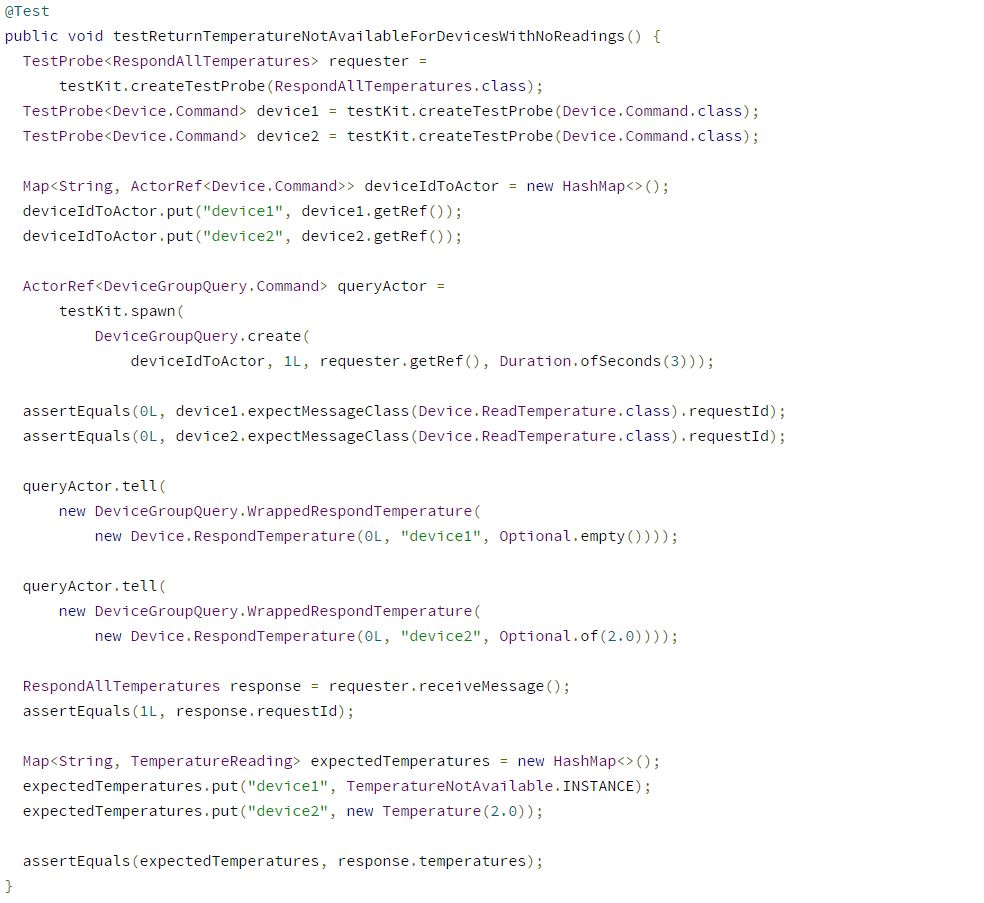 @Test
public void testReturnTemperatureNotAvailableForDevicesWithNoReadings() {
  TestProbe<RespondAllTemperatures> requester =
      testKit.createTestProbe(RespondAllTemperatures.class);
  TestProbe<Device.Command> device1 = testKit.createTestProbe(Device.Command.class);
  TestProbe<Device.Command> device2 = testKit.createTestProbe(Device.Command.class);

  Map<String, ActorRef<Device.Command>> deviceIdToActor = new HashMap<>();
  deviceIdToActor.put("device1", device1.getRef());
  deviceIdToActor.put("device2", device2.getRef());

  ActorRef<DeviceGroupQuery.Command> queryActor =
      testKit.spawn(
          DeviceGroupQuery.create(
              deviceIdToActor, 1L, requester.getRef(), Duration.ofSeconds(3)));

  assertEquals(0L, device1.expectMessageClass(Device.ReadTemperature.class).requestId);
  assertEquals(0L, device2.expectMessageClass(Device.ReadTemperature.class).requestId);

  queryActor.tell(
      new DeviceGroupQuery.WrappedRespondTemperature(
          new Device.RespondTemperature(0L, "device1", Optional.empty())));

  queryActor.tell(
      new DeviceGroupQuery.WrappedRespondTemperature(
          new Device.RespondTemperature(0L, "device2", Optional.of(2.0))));

  RespondAllTemperatures response = requester.receiveMessage();
  assertEquals(1L, response.requestId);

  Map<String, TemperatureReading> expectedTemperatures = new HashMap<>();
  expectedTemperatures.put("device1", TemperatureNotAvailable.INSTANCE);
  expectedTemperatures.put("device2", new Temperature(2.0));

  assertEquals(expectedTemperatures, response.temperatures);
}